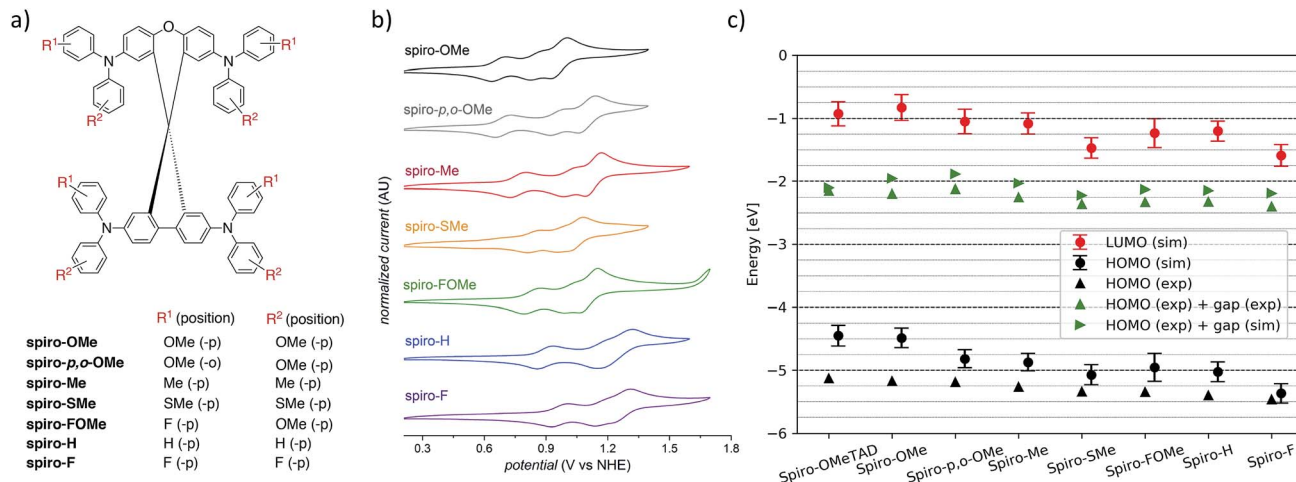 a)
R¹ O R¹
N N
R² R²
R¹ R¹
N N
R² R²
R¹ (position) R² (position)
spiro-OMe OMe (-p) OMe (-p)
spiro-p,o-OMe OMe (-o) OMe (-p)
spiro-Me Me (-p) Me (-p)
spiro-SMe SMe (-p) SMe (-p)
spiro-FOMe F (-p) OMe (-p)
spiro-H H (-p) H (-p)
spiro-F F (-p) F (-p)
b)
normalized current (AU)
spiro-OMe
spiro-p,o-OMe
spiro-Me
spiro-SMe
spiro-FOMe
spiro-H
spiro-F
0.3 0.6 0.9 1.2 1.5 1.8
potential (V vs NHE)
c)
Energy [eV]
0
−1
−2
−3
−4
−5
−6
LUMO (sim)
HOMO (sim)
HOMO (exp)
HOMO (exp) + gap (exp)
HOMO (exp) + gap (sim)
Spiro-OMeTAD
Spiro-OMe
Spiro-p,o-OMe
Spiro-Me
Spiro-SMe
Spiro-FOMe
Spiro-H
Spiro-F